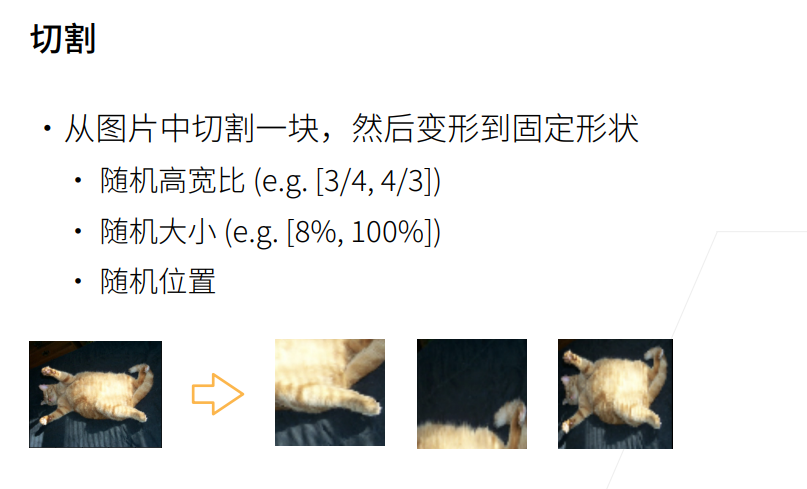 切割
• 从图片中切割一块，然后变形到固定形状
• 随机高宽比 (e.g. [3/4, 4/3])
• 随机大小 (e.g. [8%, 100%])
• 随机位置